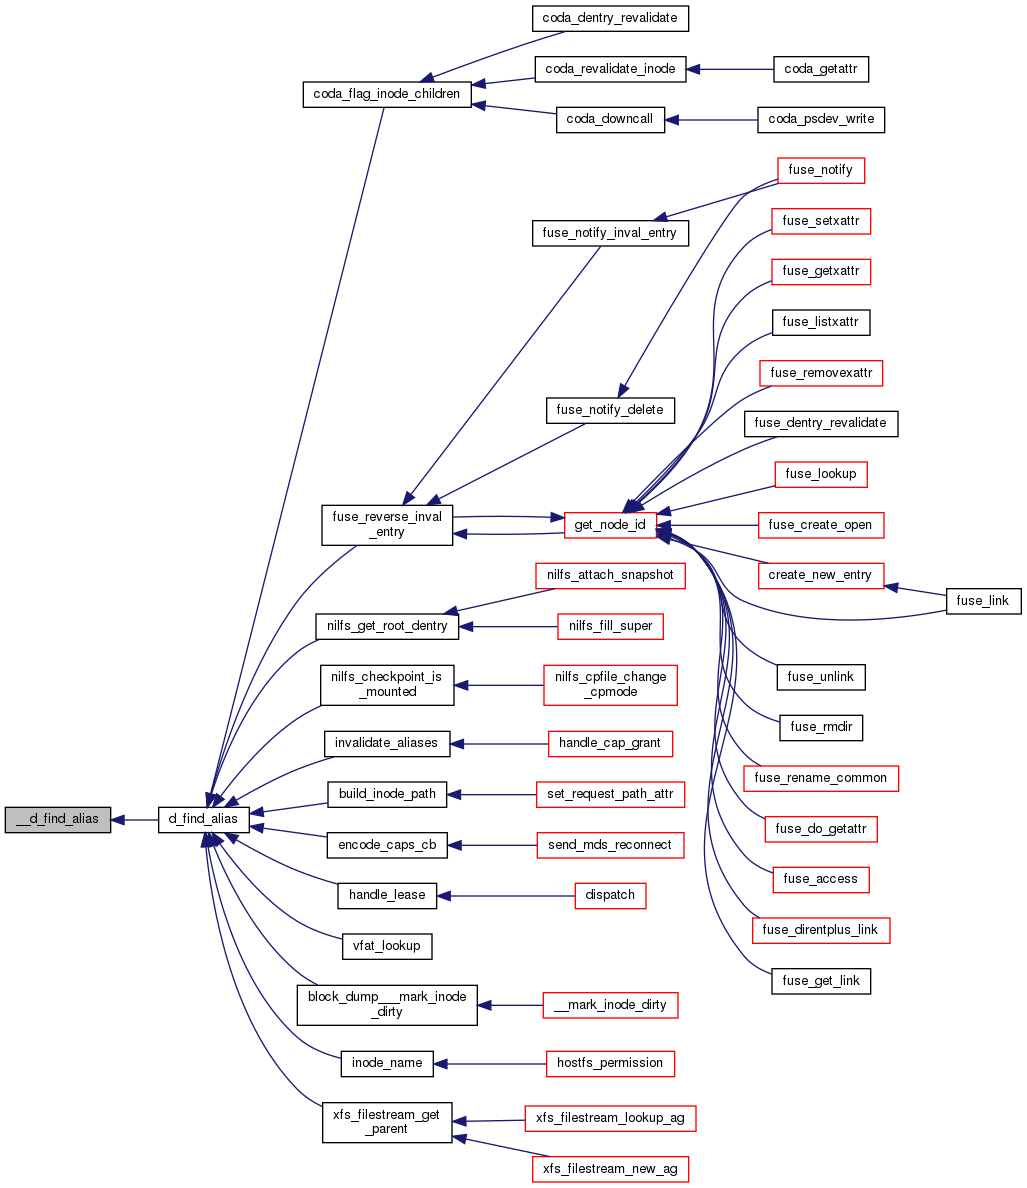 coda_dentry_revalidate
coda_revalidate_inode
coda_getattr
coda_flag_inode_children
coda_downcall
coda_psdev_write
fuse_notify
fuse_setxattr
fuse_notify_inval_entry
fuse_getxattr
fuse_listxattr
fuse_removexattr
fuse_notify_delete
fuse_dentry_revalidate
fuse_lookup
fuse_reverse_inval
_entry
get_node_id
fuse_create_open
nilfs_attach_snapshot
create_new_entry
fuse_link
nilfs_get_root_dentry
nilfs_fill_super
nilfs_checkpoint_is
_mounted
nilfs_cpfile_change
_cpmode
fuse_unlink
fuse_rmdir
invalidate_aliases
handle_cap_grant
fuse_rename_common
build_inode_path
set_request_path_attr
__d_find_alias
d_find_alias
fuse_do_getattr
encode_caps_cb
send_mds_reconnect
fuse_access
handle_lease
dispatch
fuse_direntplus_link
vfat_lookup
fuse_get_link
block_dump___mark_inode
_dirty
__mark_inode_dirty
inode_name
hostfs_permission
xfs_filestream_get
_parent
xfs_filestream_lookup_ag
xfs_filestream_new_ag